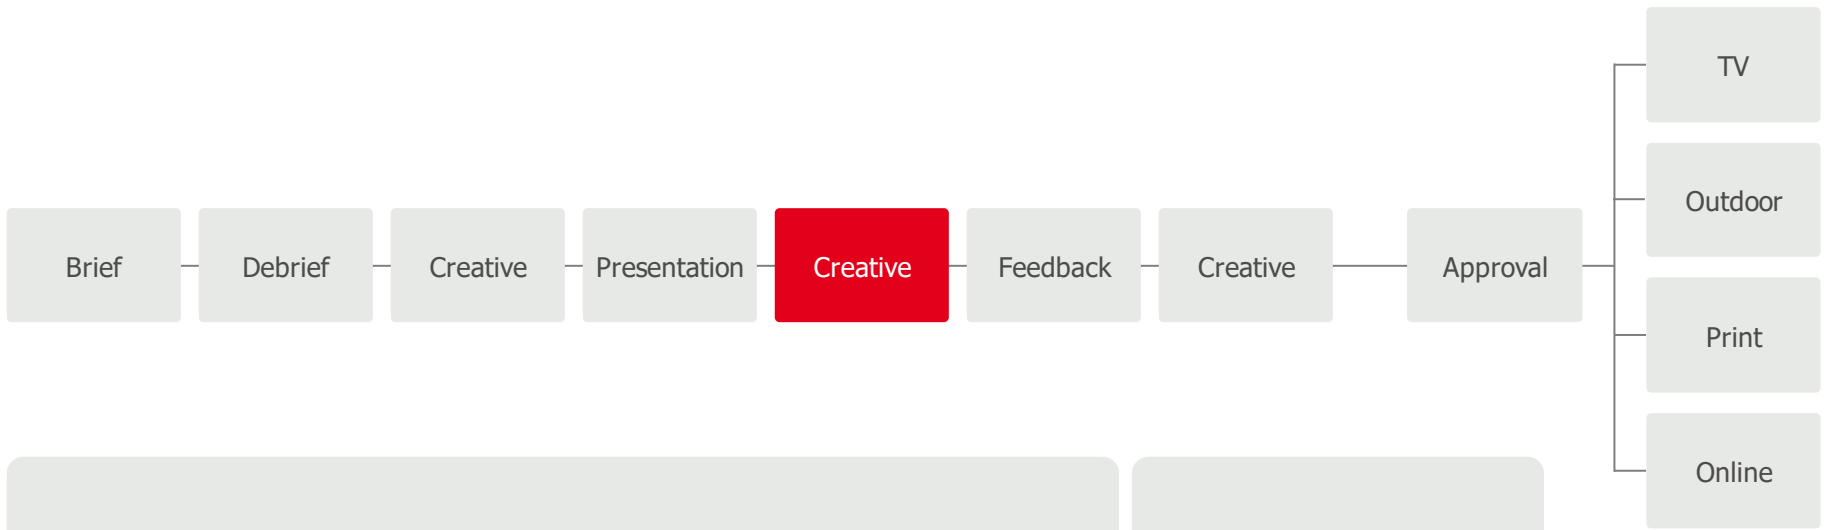 Brief
Debrief
Creative
Presentation
Creative
Feedback
Creative
Approval
TV
Outdoor
Print
Online